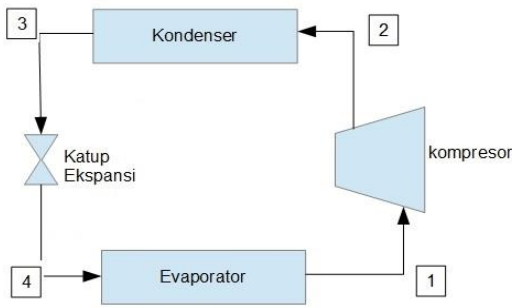 3
Kondenser
2
Katup
Ekspansi
kompresor
4
Evaporator
1